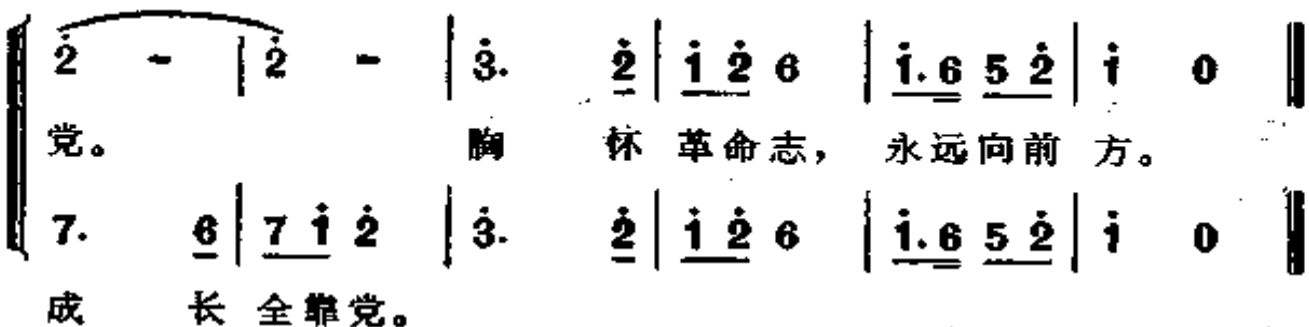 2̇ - | 2̇ - | 3̇. 2̇ | 1̇ 2̇ 6 | 1̇. 6 5 2̇ | 1̇ 0 ‖
党。 胸 怀 革 命 志， 永 远 向 前 方。
7. 6 | 7 1̇ 2̇ | 3̇. 2̇ | 1̇ 2̇ 6 | 1̇. 6 5 2̇ | 1̇ 0 ‖
成 长 全 靠 党。